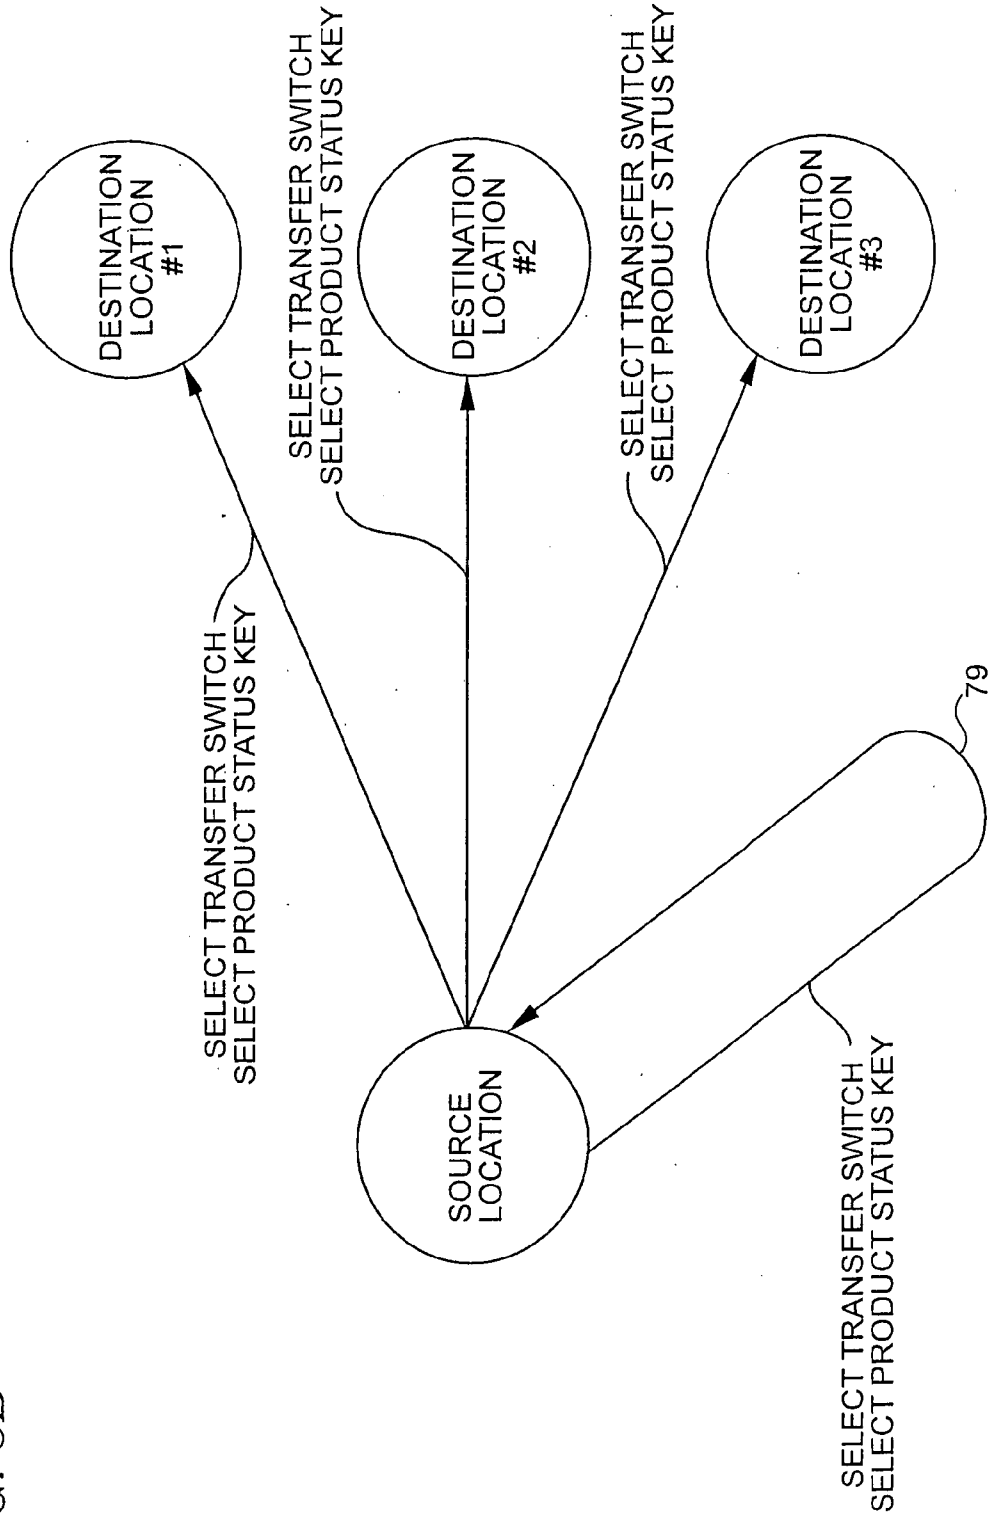 SELECT TRANSFER SWITCH
SELECT PRODUCT STATUS KEY
DESTINATION
LOCATION
#1
SELECT TRANSFER SWITCH
SELECT PRODUCT STATUS KEY
DESTINATION
LOCATION
#2
SELECT TRANSFER SWITCH
SELECT PRODUCT STATUS KEY
DESTINATION
LOCATION
#3
SOURCE
LOCATION
79
SELECT TRANSFER SWITCH
SELECT PRODUCT STATUS KEY